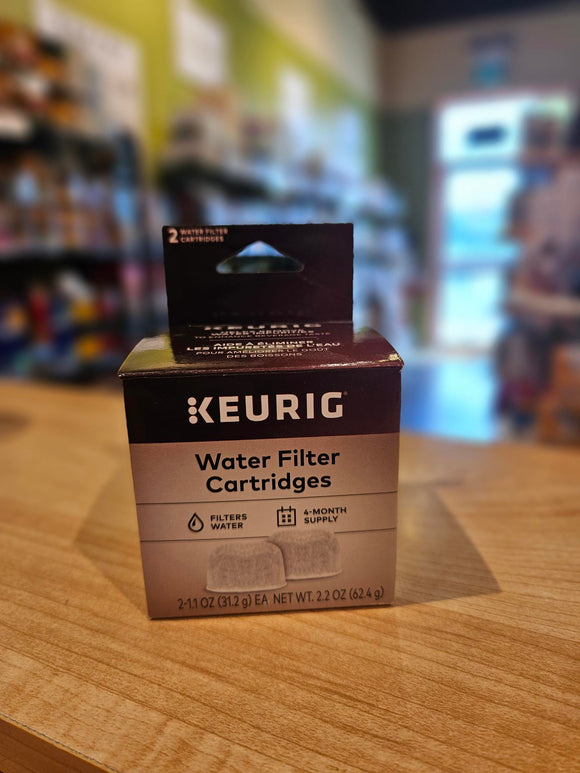 2 WATER FILTER
CARTRIDGES
KEURIG
POUR AMÉLIORER LE GOÛT
DES BOISSONS
KEURIG
Water Filter
Cartridges
FILTERS
WATER
4-MONTH
SUPPLY
2-1.1 OZ (31.2 g) EA NET WT. 2.2 OZ (62.4 g)